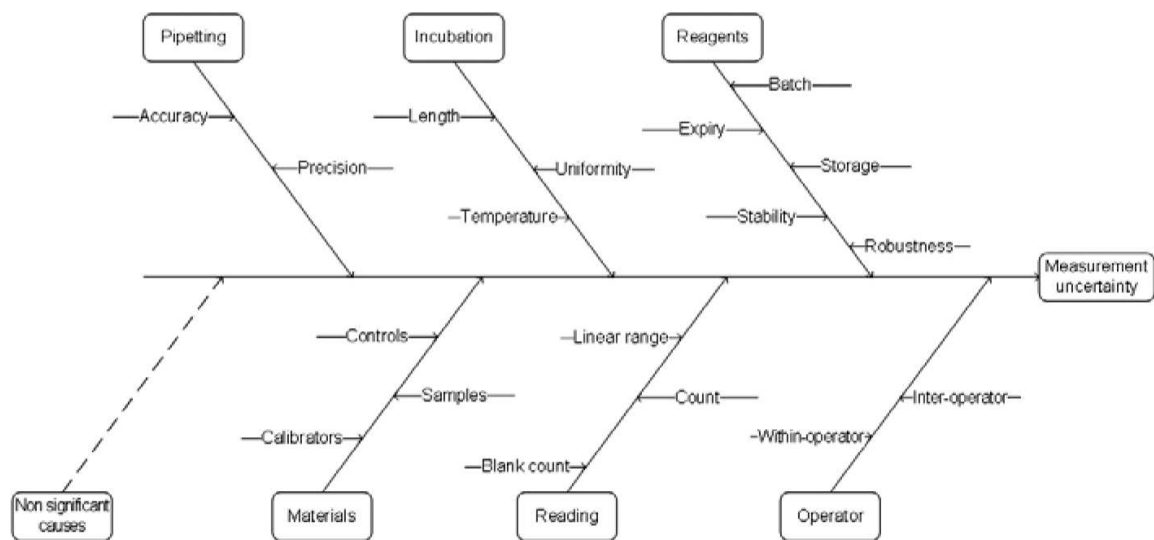 Pipetting
Incubation
Reagents
Batch
Accuracy
Length
Expiry
Precision
Uniformity
Storage
Temperature
Stability
Robustness
Measurement
uncertainty
Controls
Linear range
Samples
Count
Inter-operator
Calibrators
Within-operator
Blank count
Non significant
causes
Materials
Reading
Operator